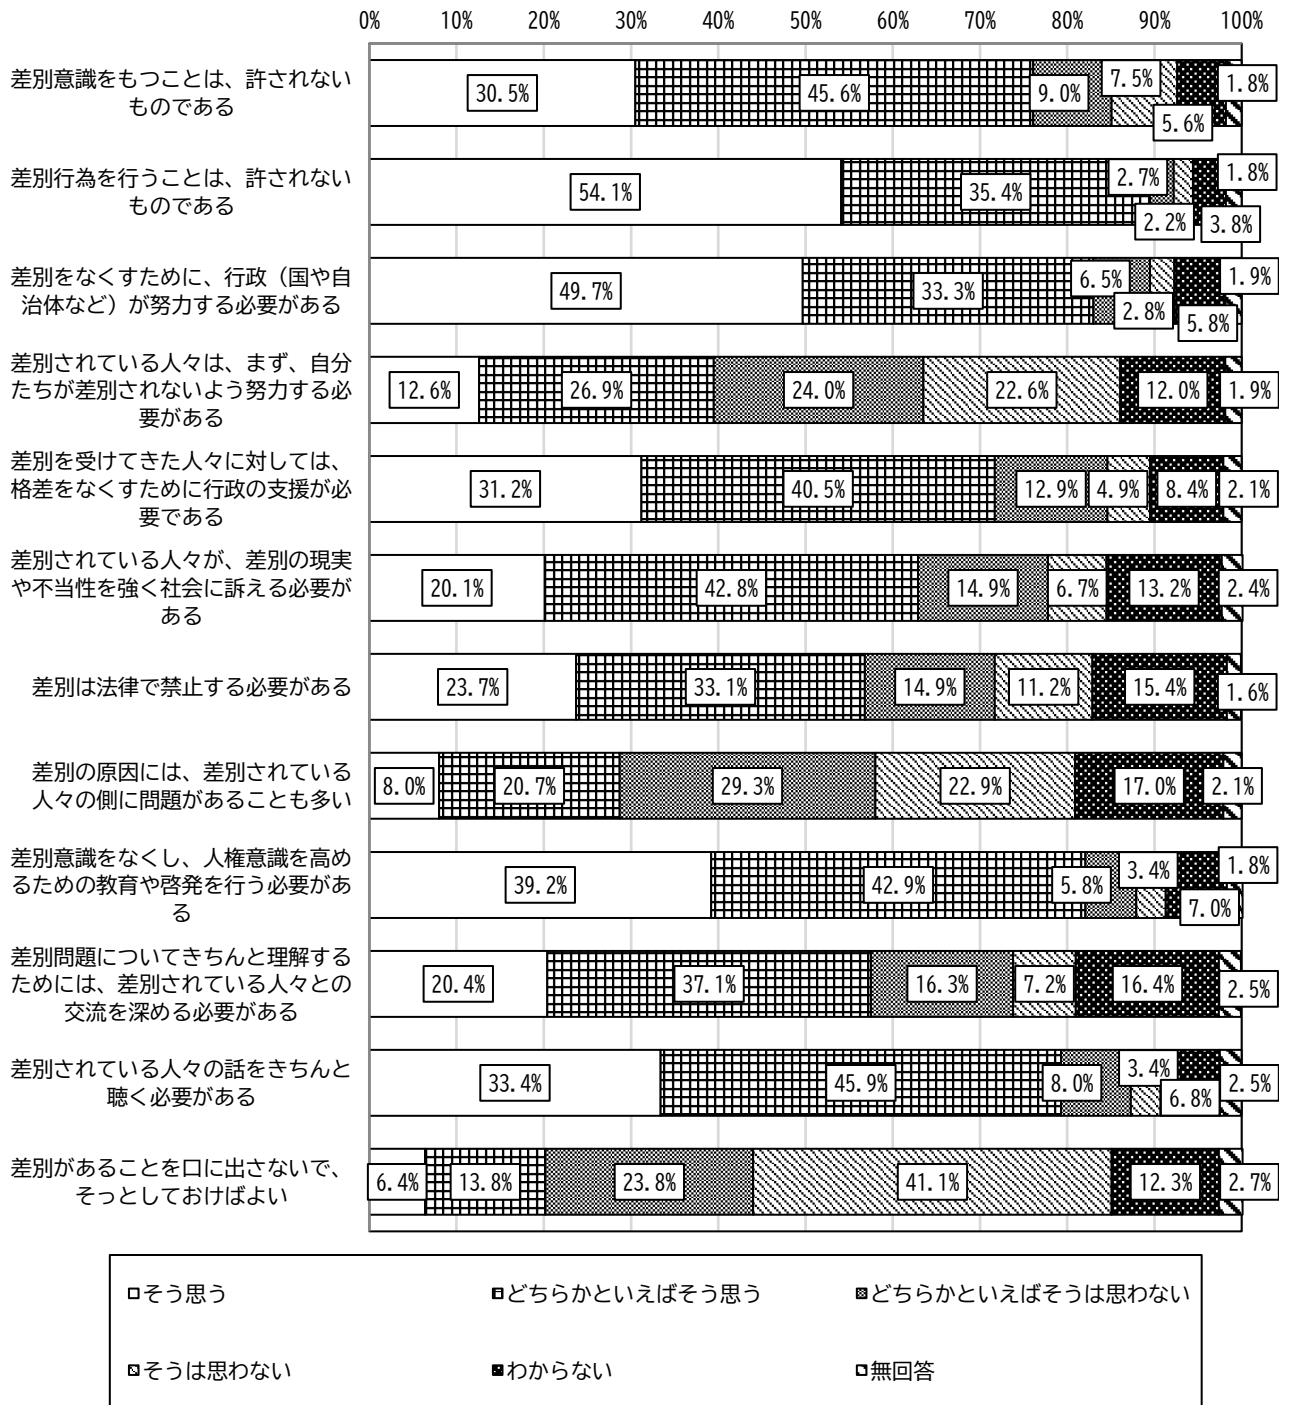 0% 10% 20% 30% 40% 50% 60% 70% 80% 90% 100%
差別意識をもつことは、許されない
ものである
30.5% 45.6% 9.0% 7.5% 5.6% 1.8%
差別行為を行うことは、許されない
ものである
54.1% 35.4% 2.7% 2.2% 3.8% 1.8%
差別をなくすために、行政（国や自
治体など）が努力する必要がある
49.7% 33.3% 6.5% 2.8% 5.8% 1.9%
差別されている人々は、まず、自分
たちが差別されないよう努力する必
要がある
12.6% 26.9% 24.0% 22.6% 12.0% 1.9%
差別を受けてきた人々に対しては、
格差をなくすために行政の支援が必
要である
31.2% 40.5% 12.9% 4.9% 8.4% 2.1%
差別されている人々が、差別の現実
や不当性を強く社会に訴える必要が
ある
20.1% 42.8% 14.9% 6.7% 13.2% 2.4%
差別は法律で禁止する必要がある
23.7% 33.1% 14.9% 11.2% 15.4% 1.6%
差別の原因には、差別されている
人々の側に問題があることも多い
8.0% 20.7% 29.3% 22.9% 17.0% 2.1%
差別意識をなくし、人権意識を高め
るための教育や啓発を行う必要があ
る
39.2% 42.9% 5.8% 3.4% 7.0% 1.8%
差別問題についてきちんと理解する
ためには、差別されている人々との
交流を深める必要がある
20.4% 37.1% 16.3% 7.2% 16.4% 2.5%
差別されている人々の話をきちんと
聴く必要がある
33.4% 45.9% 8.0% 3.4% 6.8% 2.5%
差別があることを口に出さないで、
そっとしておけばよい
6.4% 13.8% 23.8% 41.1% 12.3% 2.7%
そう思う どちらかといえばそう思う どちらかといえばそうは思わない
そうは思わない わからない 無回答